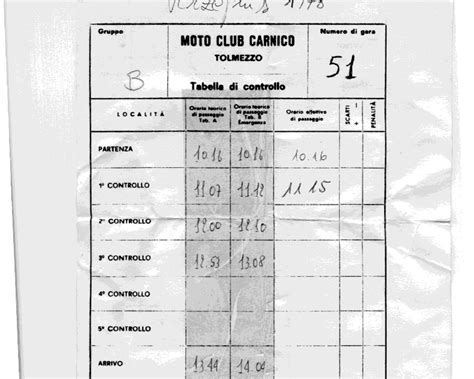 1978
Gruppo
MOTO CLUB CARNICO
Numero di gara
TOLMEZZO
B
51
Tabella di controllo
LOCALITÀ
Orario teorico di passaggio Tab. A
Orario teorico di passaggio Tab. B Emergenza
Orario effettivo di passaggio
SCARTI + −
PENALITÀ
PARTENZA 10.16 10.16 10.16
1° CONTROLLO 11.07 11.12 11.15
2° CONTROLLO 12.00 12.10
3° CONTROLLO 12.53 13.08
4° CONTROLLO
5° CONTROLLO
ARRIVO 13.44 14.04